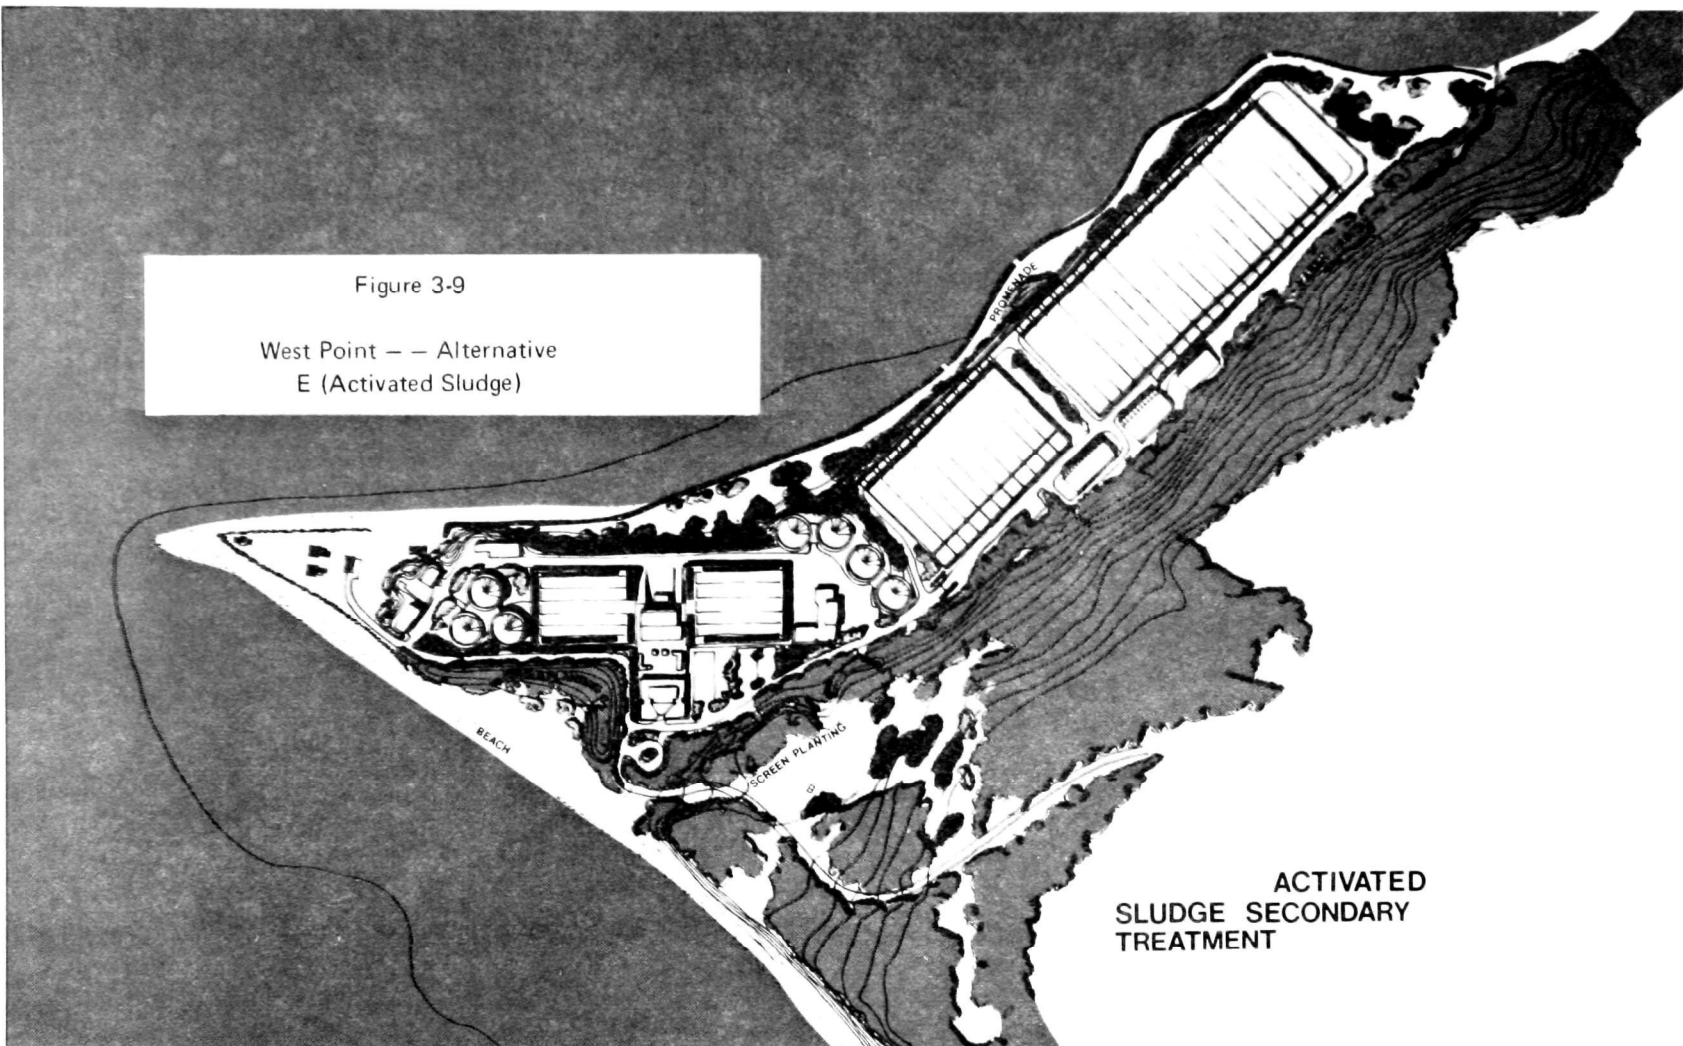 Figure 3-9
West Point – – Alternative
E (Activated Sludge)
PROMENADE
BEACH
SCREEN PLANTING
ACTIVATED
SLUDGE SECONDARY
TREATMENT